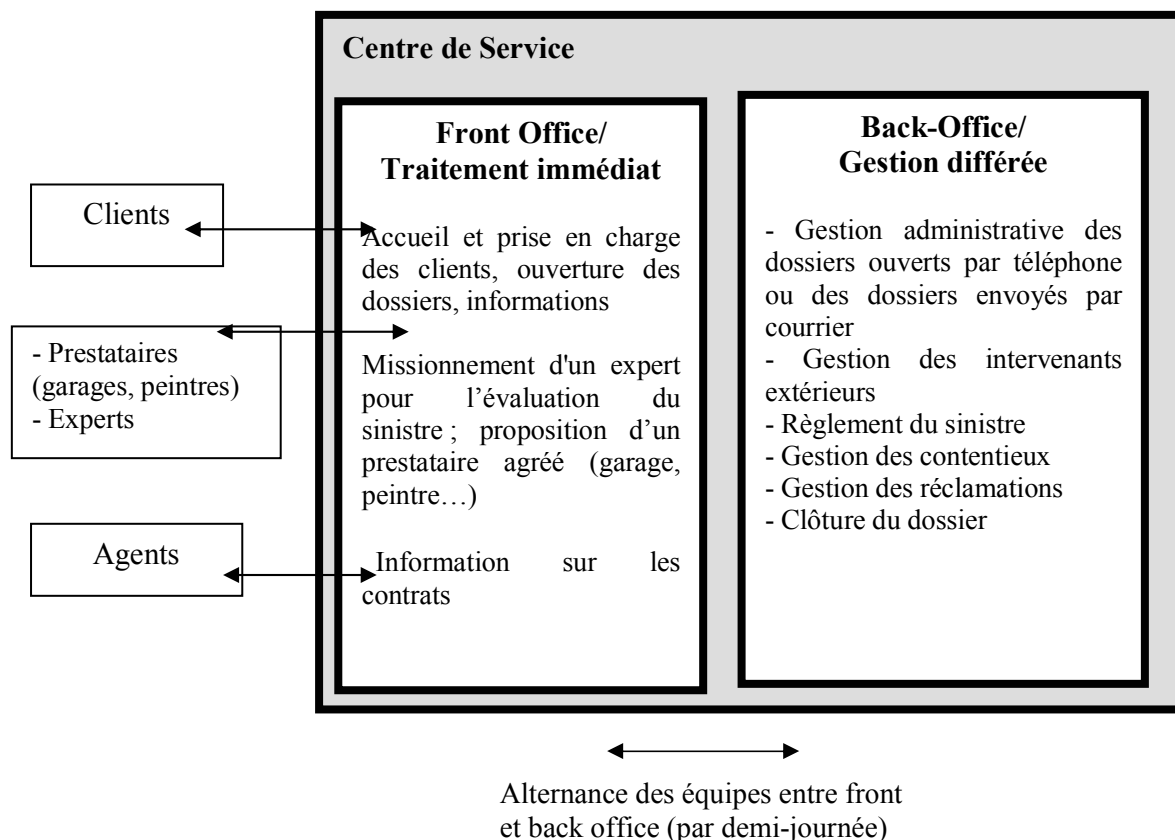 Centre de Service
Front Office/
Traitement immédiat
Accueil et prise en charge
des clients, ouverture des
dossiers, informations
Missionnement d'un expert
pour l'évaluation du
sinistre ; proposition d'un
prestataire agréé (garage,
peintre…)
Information sur les
contrats
Back-Office/
Gestion différée
- Gestion administrative des
dossiers ouverts par téléphone
ou des dossiers envoyés par
courrier
- Gestion des intervenants
extérieurs
- Règlement du sinistre
- Gestion des contentieux
- Gestion des réclamations
- Clôture du dossier
Clients
- Prestataires
(garages, peintres)
- Experts
Agents
Alternance des équipes entre front
et back office (par demi-journée)